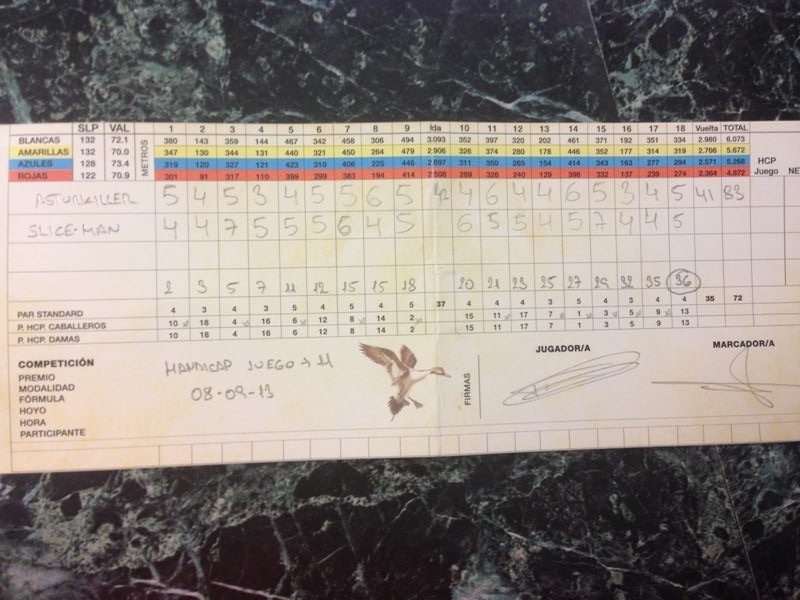 SLP VAL METROS 1 2 3 4 5 6 7 8 9 Ida 10 11 12 13 14 15 16 17 18 Vuelta TOTAL
BLANCAS 132 72.1 380 143 359 144 467 342 458 306 494 3.093 352 397 320 202 461 371 192 351 334 2.980 6.073
AMARILLAS 132 70.0 347 130 344 131 440 321 450 264 479 2.906 326 372 280 178 446 352 177 314 319 2.766 5.672
AZULES 128 73.4 319 120 327 121 423 310 406 225 446 2.697 311 350 265 154 414 343 163 277 294 2.571 5.268 HCP Juego
ROJAS 122 70.9 301 91 317 110 399 299 383 194 414 2.508 289 326 240 129 398 332 137 239 274 2.364 4.872
ASTURKILLER 5 4 5 3 4 5 5 6 5 42 4 6 4 4 6 5 3 4 5 41 83
SLICE-MAN 4 4 7 5 5 5 6 4 5 6 5 5 4 5 7 4 4 5
2 3 5 7 11 12 15 15 18 20 21 23 25 27 29 32 35 36
PAR STANDARD 4 3 4 3 5 4 5 4 5 37 4 4 4 3 5 4 3 4 4 35 72
P. HCP. CABALLEROS 10 18 4 16 6 12 8 14 2 15 11 17 7 1 3 5 9 13
P. HCP. DAMAS 10 18 4 16 6 12 8 14 2 15 11 17 7 1 3 5 9 13
COMPETICIÓN HANDICAP JUEGO → 11
PREMIO
MODALIDAD 08-09-13
FÓRMULA
HOYO
HORA
PARTICIPANTE
FIRMAS
JUGADOR/A
MARCADOR/A